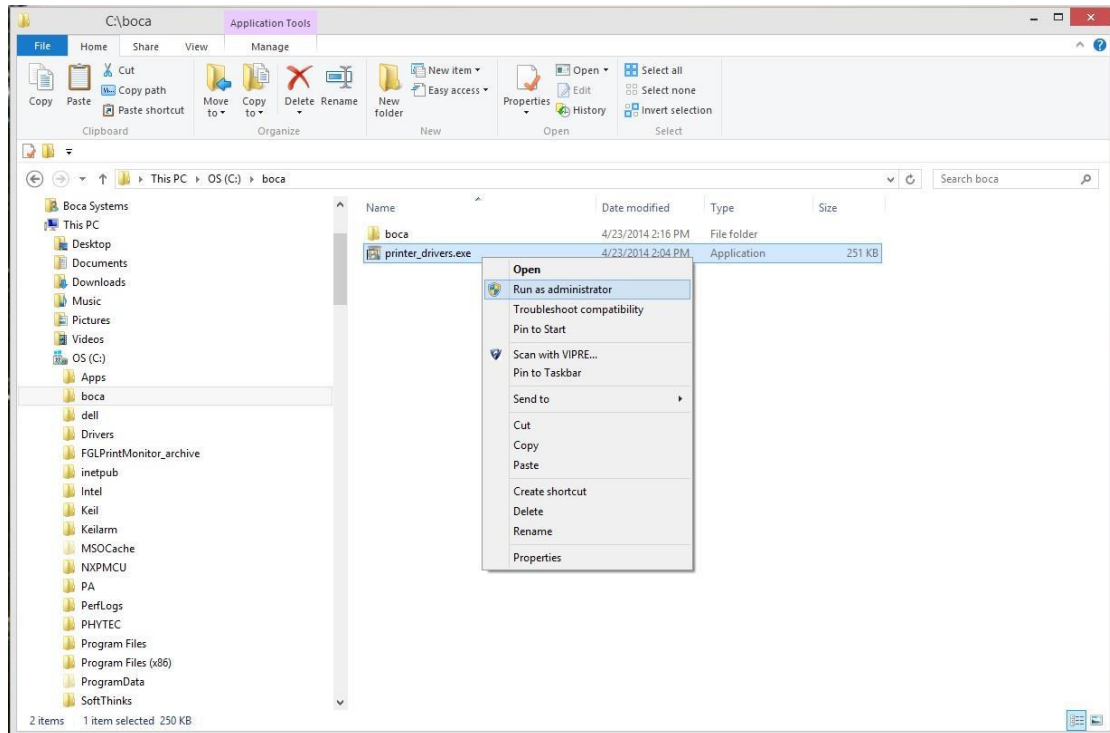 C:\boca
Application Tools
File Home Share View Manage
Copy
Paste
Cut
Copy path
Paste shortcut
Clipboard
Move to
Copy to
Delete
Rename
Organize
New folder
New item
Easy access
New
Properties
Open
Edit
History
Open
Select all
Select none
Invert selection
Select
This PC OS (C:) boca
Search boca
Boca Systems
This PC
Desktop
Documents
Downloads
Music
Pictures
Videos
OS (C:)
Apps
boca
dell
Drivers
FGLPrintMonitor_archive
inetpub
Intel
Keil
Keilarm
MSOCache
NXPMCU
PA
PerfLogs
PHYTEC
Program Files
Program Files (x86)
ProgramData
SoftThinks
Name Date modified Type Size
boca 4/23/2014 2:16 PM File folder
printer_drivers.exe 4/23/2014 2:04 PM Application 251 KB
Open
Run as administrator
Troubleshoot compatibility
Pin to Start
Scan with VIPRE...
Pin to Taskbar
Send to
Cut
Copy
Paste
Create shortcut
Delete
Rename
Properties
2 items 1 item selected 250 KB